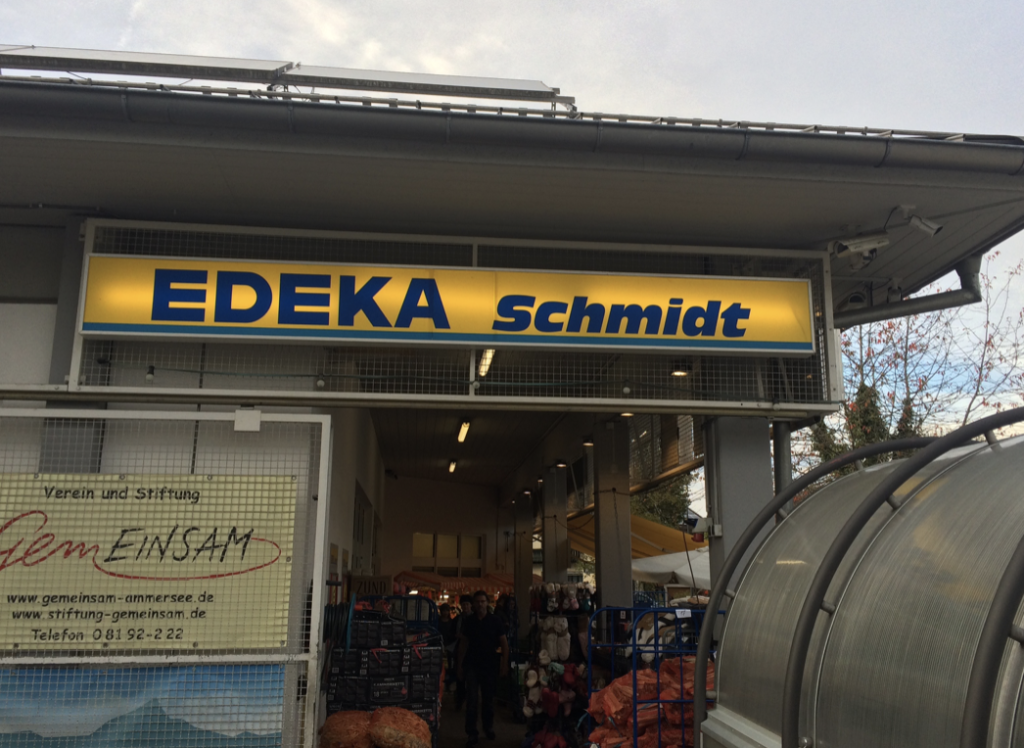 EDEKA Schmidt
Verein und Stiftung
GemEINSAM
www.gemeinsam-ammersee.de
www.stiftung-gemeinsam.de
Telefon 08192-222